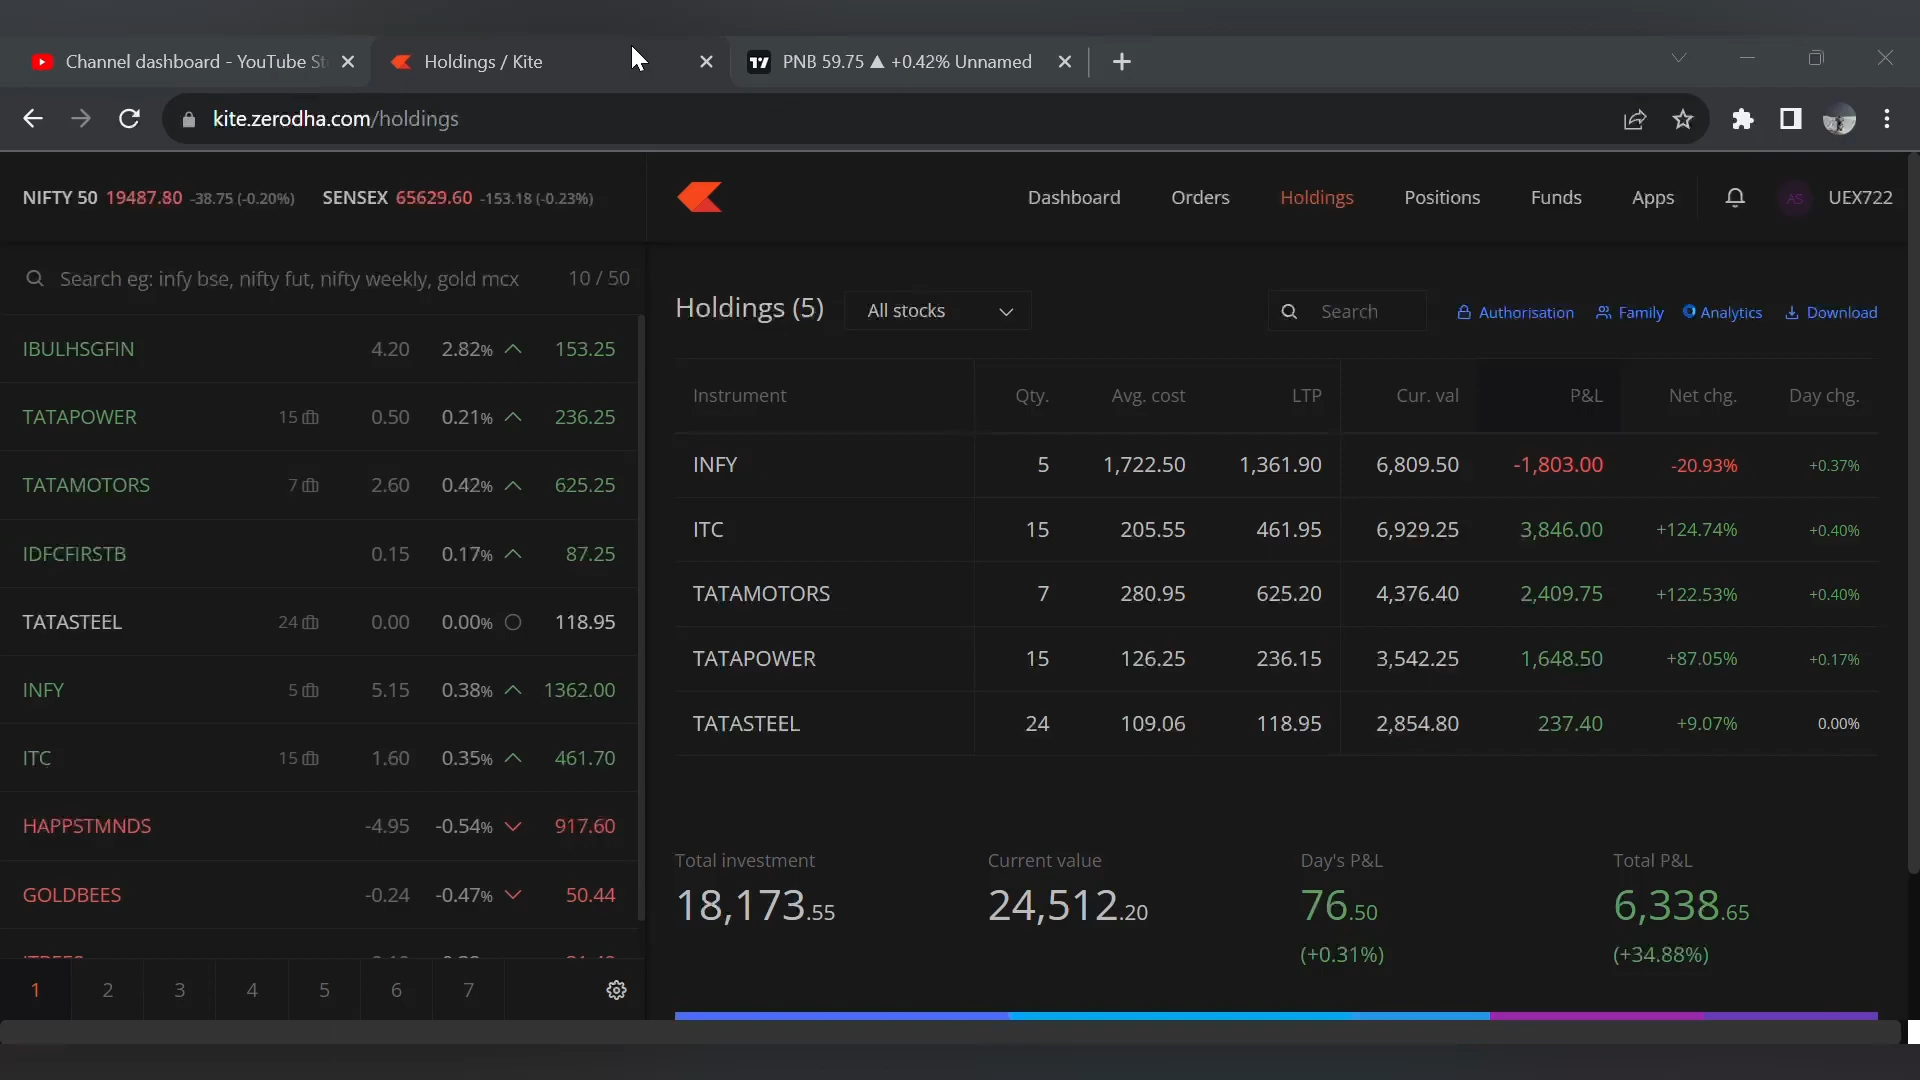 Channel dashboard - YouTube St
Holdings / Kite
PNB 59.75 ▲ +0.42% Unnamed
kite.zerodha.com/holdings
NIFTY 50 19487.80 -38.75 (-0.20%) SENSEX 65629.60 -153.18 (-0.23%)
Dashboard Orders Holdings Positions Funds Apps AS UEX722
Search eg: infy bse, nifty fut, nifty weekly, gold mcx 10 / 50
IBULHSGFIN 4.20 2.82% 153.25
TATAPOWER 15 0.50 0.21% 236.25
TATAMOTORS 7 2.60 0.42% 625.25
IDFCFIRSTB 0.15 0.17% 87.25
TATASTEEL 24 0.00 0.00% 118.95
INFY 5 5.15 0.38% 1362.00
ITC 15 1.60 0.35% 461.70
HAPPSTMNDS -4.95 -0.54% 917.60
GOLDBEES -0.24 -0.47% 50.44
1 2 3 4 5 6 7
Holdings (5) All stocks Search Authorisation Family Analytics Download
Instrument Qty. Avg. cost LTP Cur. val P&L Net chg. Day chg.
INFY 5 1,722.50 1,361.90 6,809.50 -1,803.00 -20.93% +0.37%
ITC 15 205.55 461.95 6,929.25 3,846.00 +124.74% +0.40%
TATAMOTORS 7 280.95 625.20 4,376.40 2,409.75 +122.53% +0.40%
TATAPOWER 15 126.25 236.15 3,542.25 1,648.50 +87.05% +0.17%
TATASTEEL 24 109.06 118.95 2,854.80 237.40 +9.07% 0.00%
Total investment Current value Day's P&L Total P&L
18,173.55 24,512.20 76.50 6,338.65
(+0.31%) (+34.88%)